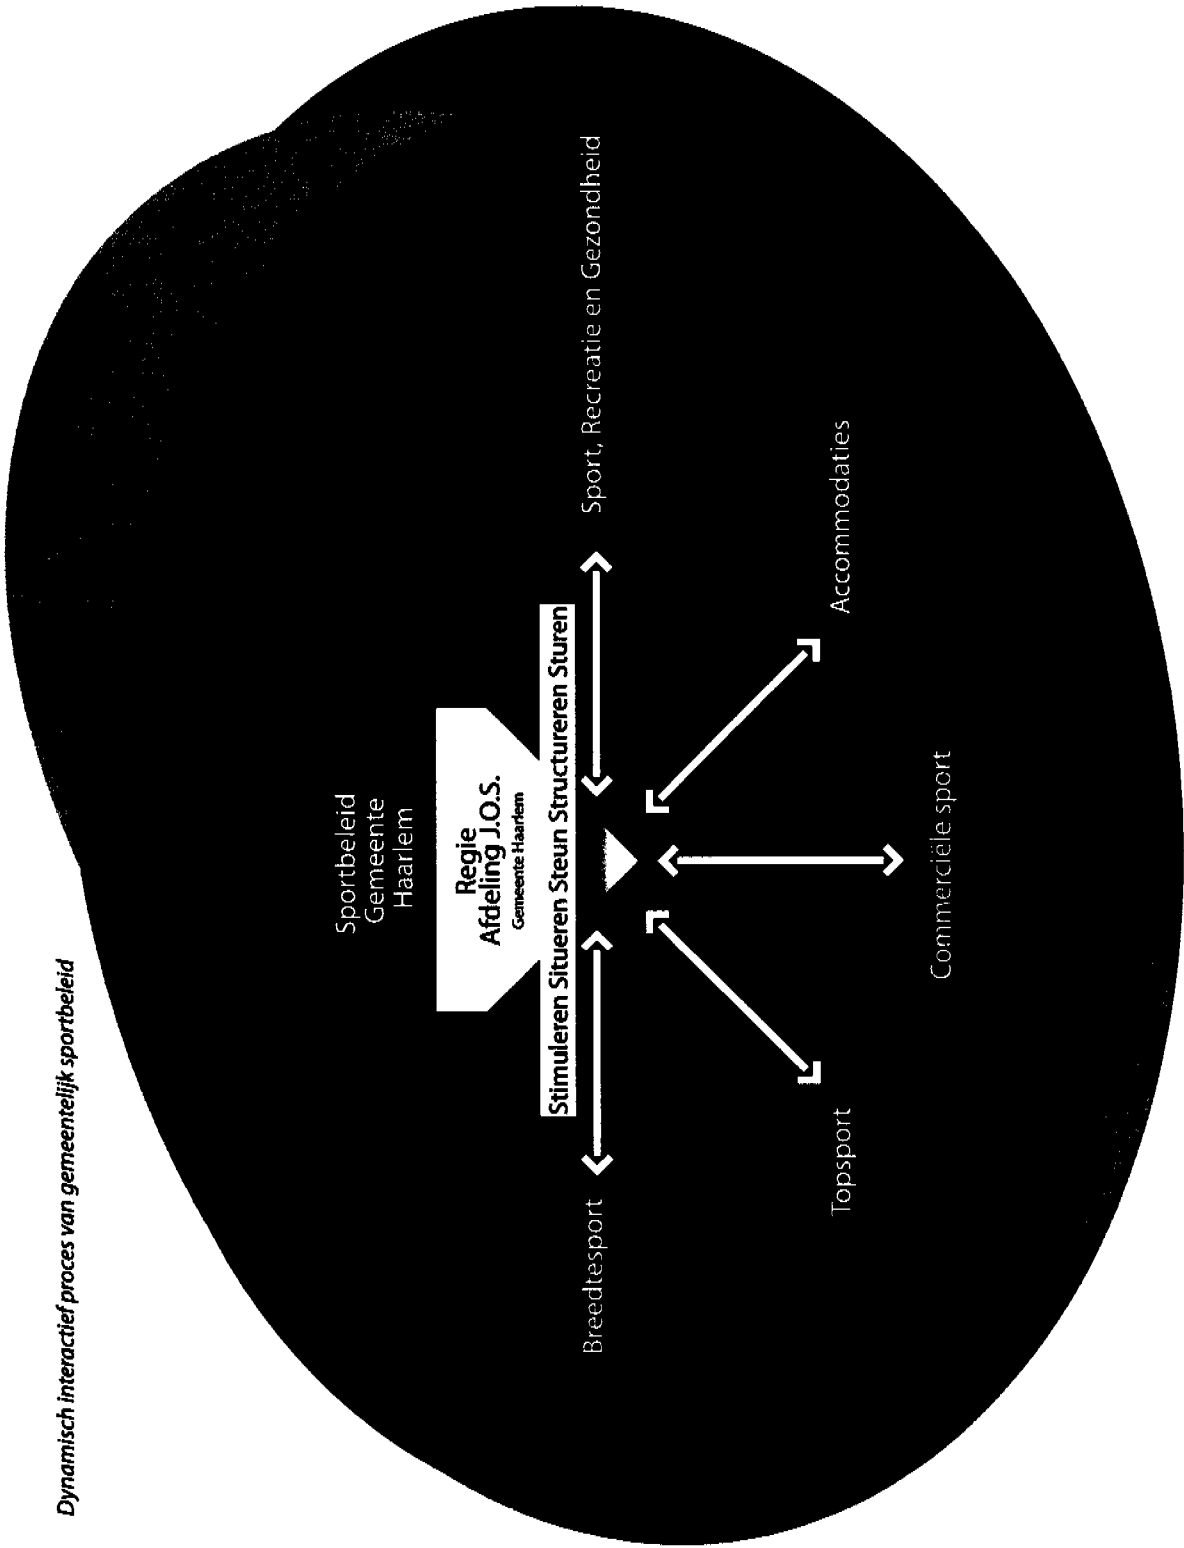 Dynamisch interactief proces van gemeentelijk sportbeleid
Sportbeleid
Gemeente
Haarlem
Regie
Afdeling J.O.S.
Gemeente Haarlem
Stimuleren Situeren Steun Structureren Sturen
Breedtesport
Sport, Recreatie en Gezondheid
Topsport
Accommodaties
Commerciële sport